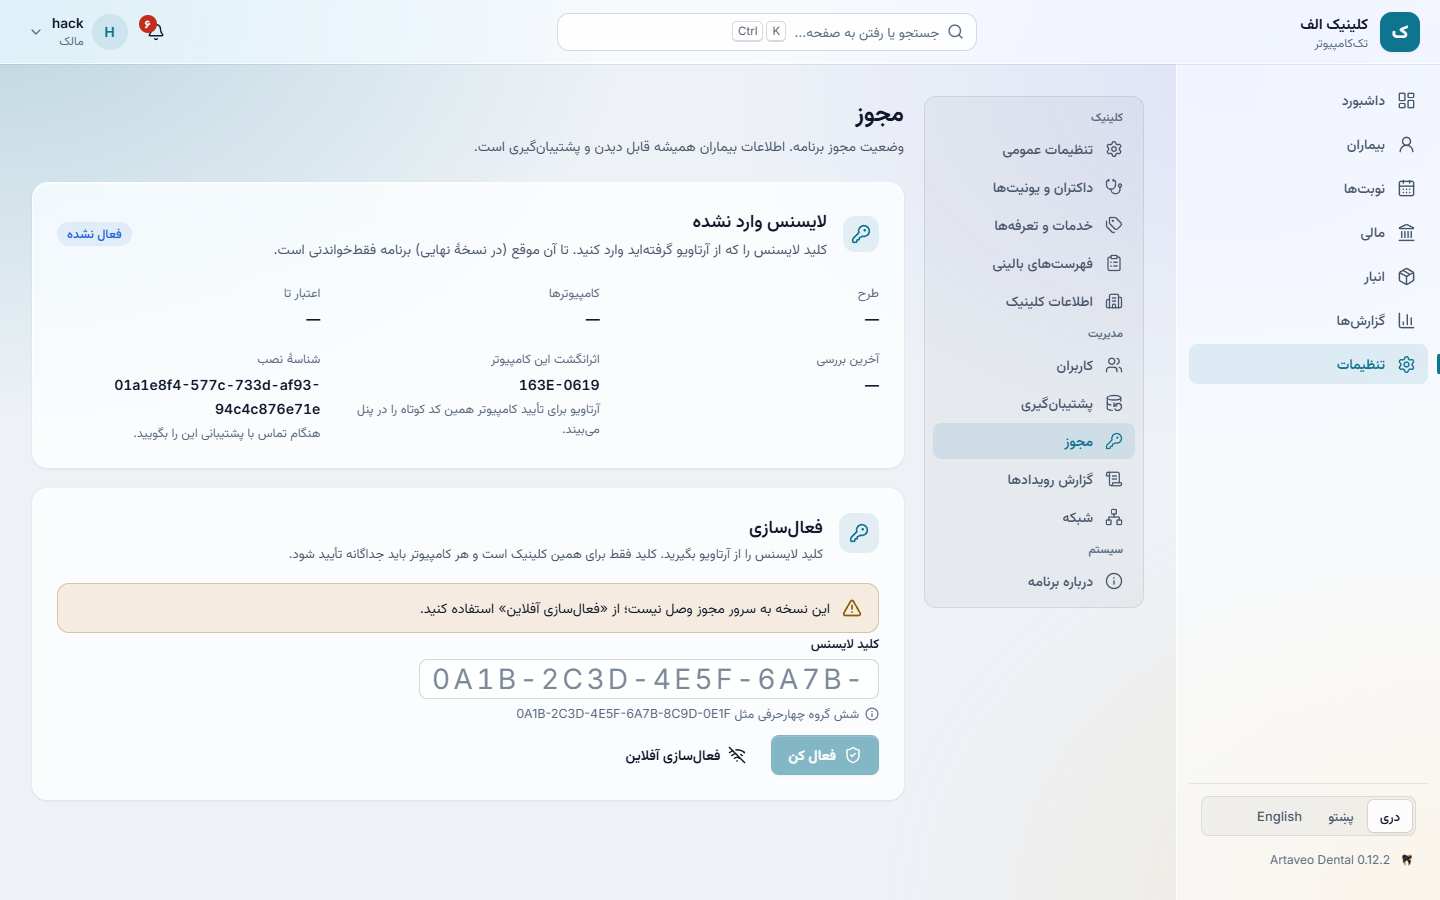 کلینیک الف
تک‌کامپیوتر
جستجو یا رفتن به صفحه... Ctrl K
۶
hack
مالک
H
ک
داشبورد
بیماران
نوبت‌ها
مالی
انبار
گزارش‌ها
تنظیمات
دری
پښتو
English
Artaveo Dental 0.12.2
کلینیک
تنظیمات عمومی
داکتران و یونیت‌ها
خدمات و تعرفه‌ها
فهرست‌های بالینی
اطلاعات کلینیک
مدیریت
کاربران
پشتیبان‌گیری
مجوز
گزارش رویدادها
شبکه
سیستم
درباره برنامه
مجوز
وضعیت مجوز برنامه. اطلاعات بیماران همیشه قابل دیدن و پشتیبان‌گیری است.
لایسنس وارد نشده
فعال نشده
کلید لایسنس را که از آرتاویو گرفته‌اید وارد کنید. تا آن موقع (در نسخهٔ نهایی) برنامه فقط‌خواندنی است.
طرح
—
کامپیوترها
—
اعتبار تا
—
آخرین بررسی
—
اثرانگشت این کامپیوتر
163E-0619
آرتاویو برای تأیید کامپیوتر همین کد کوتاه را در پنل
می‌بیند.
شناسهٔ نصب
01a1e8f4-577c-733d-af93-
94c4c876e71e
هنگام تماس با پشتیبانی این را بگویید.
فعال‌سازی
کلید لایسنس را از آرتاویو بگیرید. کلید فقط برای همین کلینیک است و هر کامپیوتر باید جداگانه تأیید شود.
این نسخه به سرور مجوز وصل نیست؛ از «فعال‌سازی آفلاین» استفاده کنید.
کلید لایسنس
0A1B-2C3D-4E5F-6A7B-
شش گروه چهارحرفی مثل 0A1B-2C3D-4E5F-6A7B-8C9D-0E1F
فعال کن
فعال‌سازی آفلاین